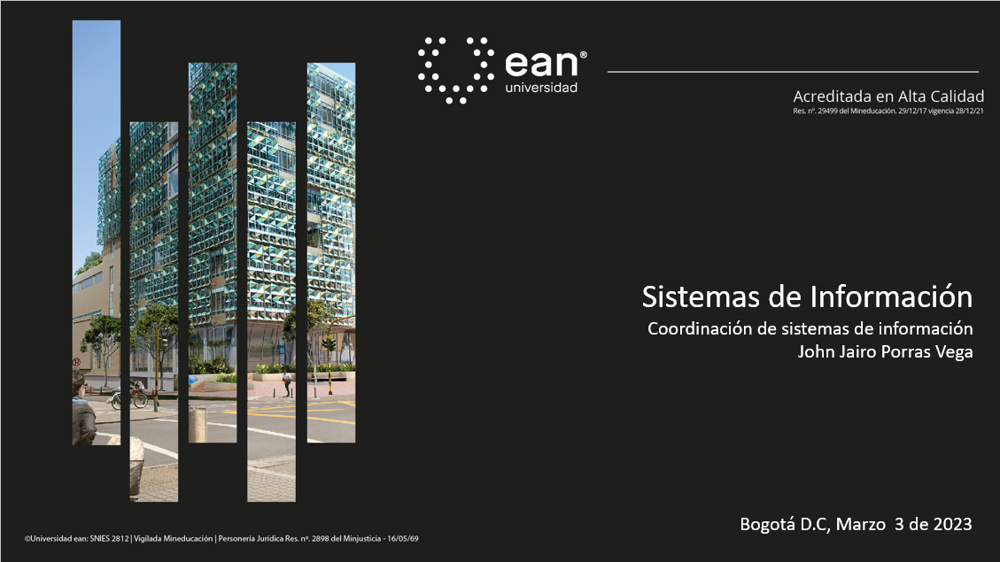 ean®
universidad
Acreditada en Alta Calidad
Res. nº. 29499 del Mineducación. 29/12/17 vigencia 28/12/21
Sistemas de Información
Coordinación de sistemas de información
John Jairo Porras Vega
Bogotá D.C, Marzo 3 de 2023
©Universidad ean: SNIES 2812 | Vigilada Mineducación | Personería Jurídica Res. nº. 2898 del Minjusticia - 16/05/69